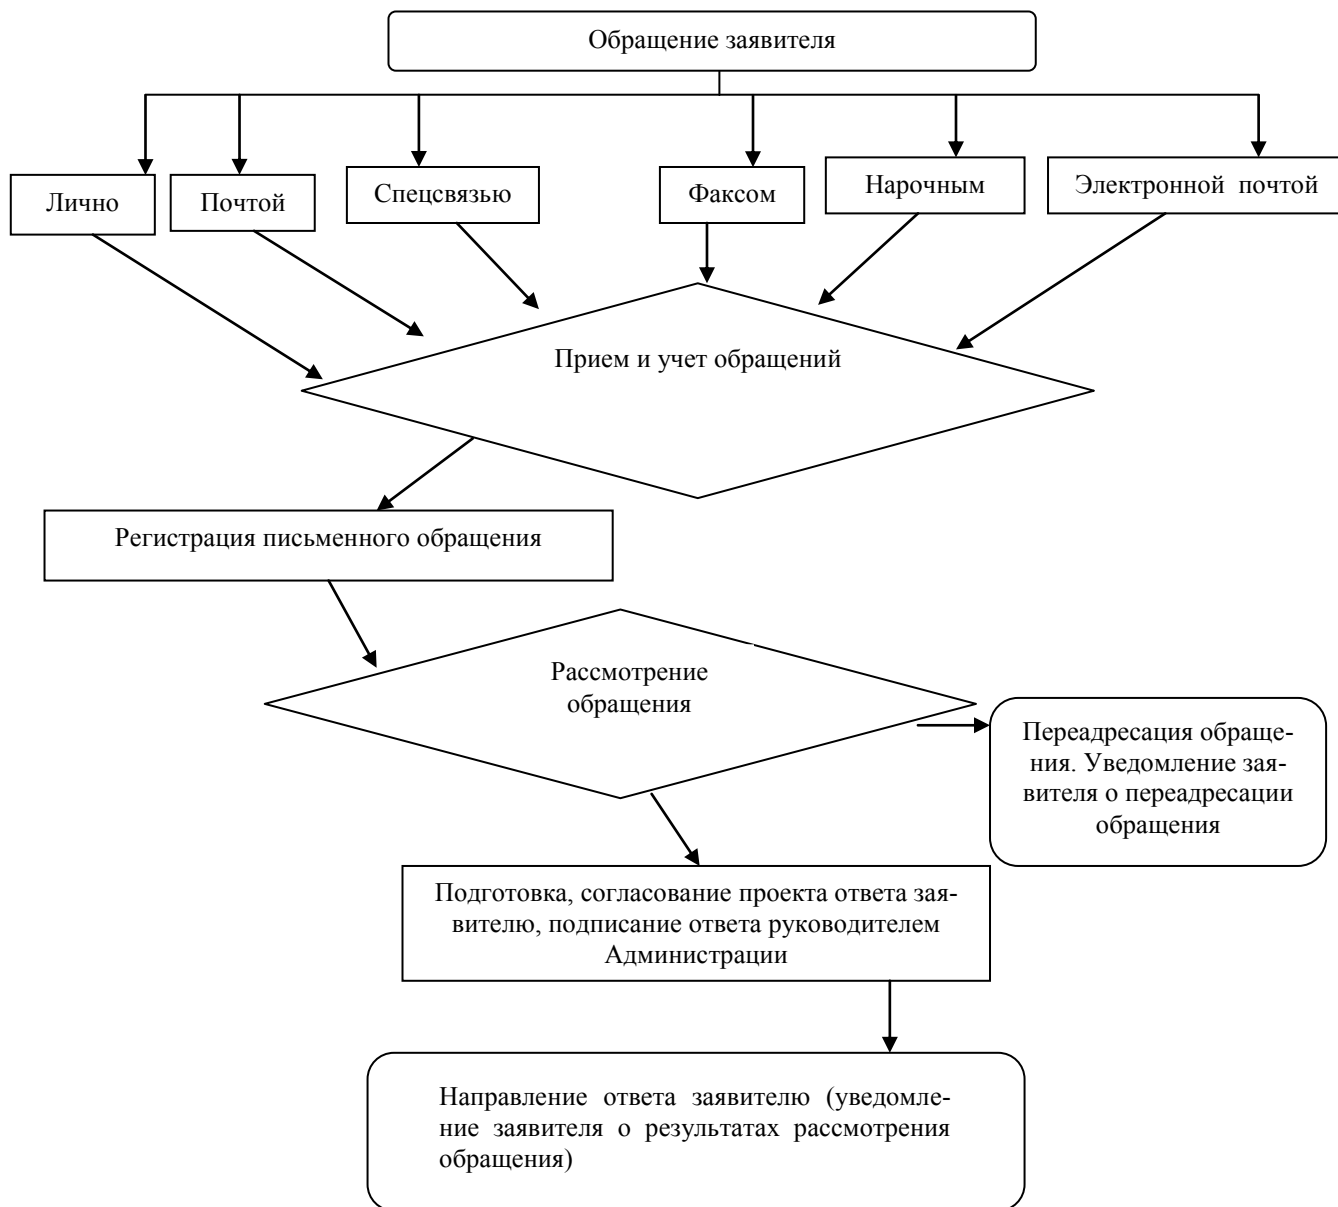 Обращение заявителя
Лично
Почтой
Спецсвязью
Факсом
Нарочным
Электронной почтой
Прием и учет обращений
Регистрация письменного обращения
Рассмотрение
обращения
Переадресация обраще-
ния. Уведомление зая-
вителя о переадресации
обращения
Подготовка, согласование проекта ответа зая-
вителю, подписание ответа руководителем
Администрации
Направление ответа заявителю (уведомле-
ние заявителя о результатах рассмотрения
обращения)